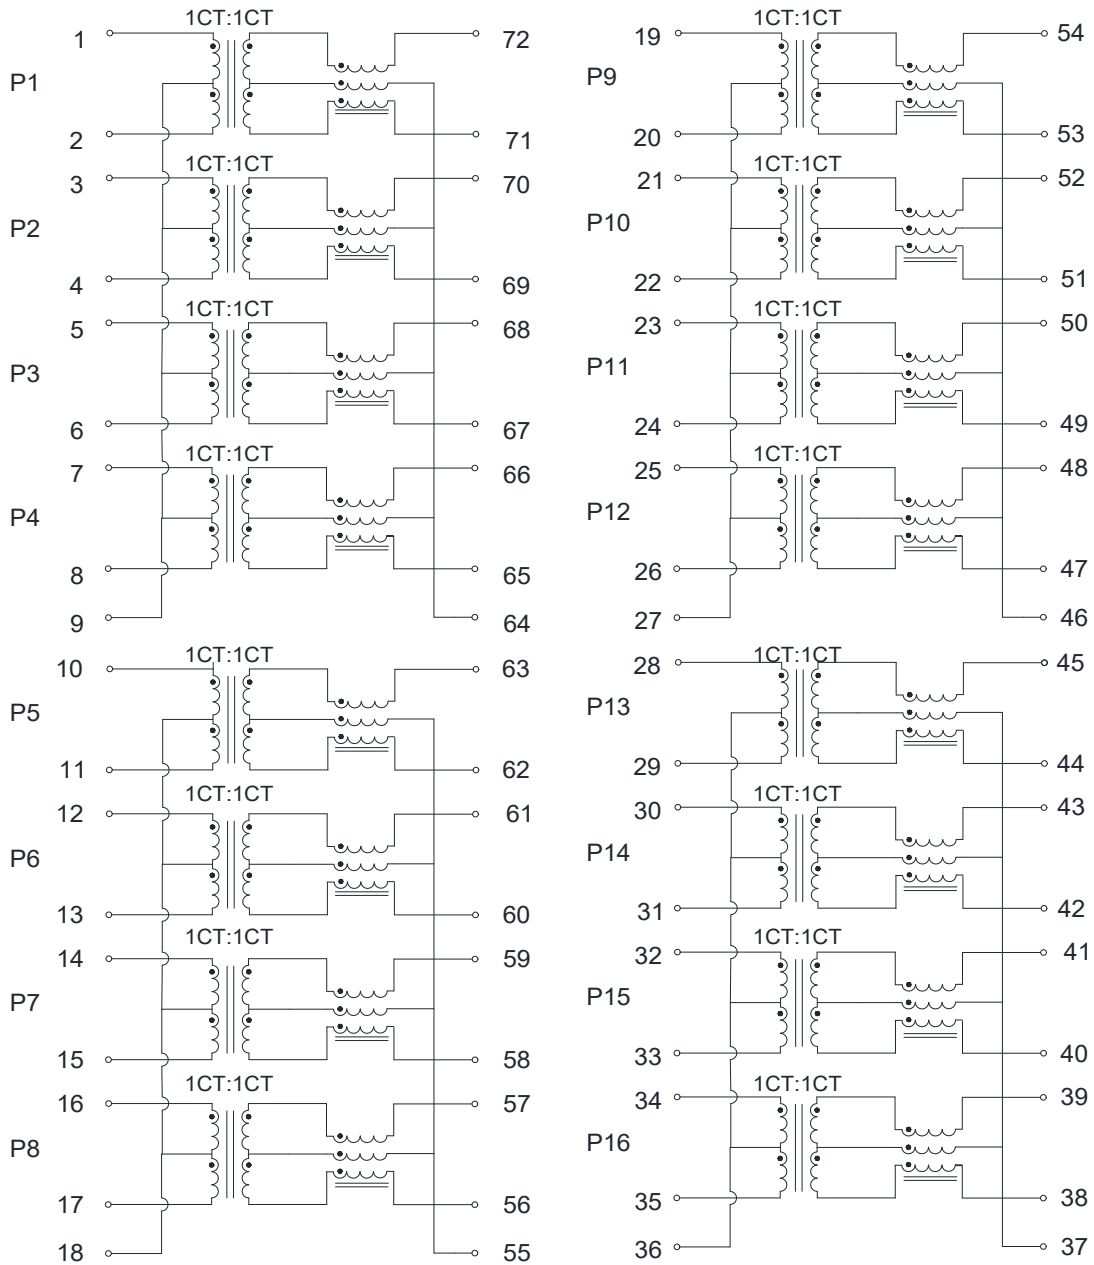 1CT:1CT
1 72
P1
2 71
1CT:1CT
3 70
P2
4 69
1CT:1CT
5 68
P3
6 67
1CT:1CT
7 66
P4
8 65
9 64
1CT:1CT
10 63
P5
11 62
1CT:1CT
12 61
P6
13 60
1CT:1CT
14 59
P7
15 58
1CT:1CT
16 57
P8
17 56
18 55
1CT:1CT
19 54
P9
20 53
1CT:1CT
21 52
P10
22 51
1CT:1CT
23 50
P11
24 49
1CT:1CT
25 48
P12
26 47
27 46
1CT:1CT
28 45
P13
29 44
1CT:1CT
30 43
P14
31 42
1CT:1CT
32 41
P15
33 40
1CT:1CT
34 39
P16
35 38
36 37